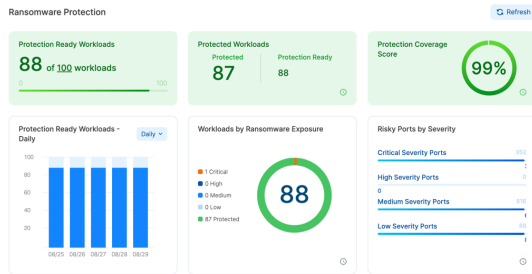 Ransomware Protection
Refresh
Protection Ready Workloads
88 of 100 workloads
0 100
Protected Workloads
Protected Protection Ready
87 88
Protection Coverage
Score
99%
Protection Ready Workloads -
Daily
Daily
100
80
60
40
20
08/25 08/26 08/27 08/28 08/29
Workloads by Ransomware Exposure
1 Critical
0 High
0 Medium
0 Low
87 Protected
88
Risky Ports by Severity
Critical Severity Ports
High Severity Ports 0
0
Medium Severity Ports
Low Severity Ports